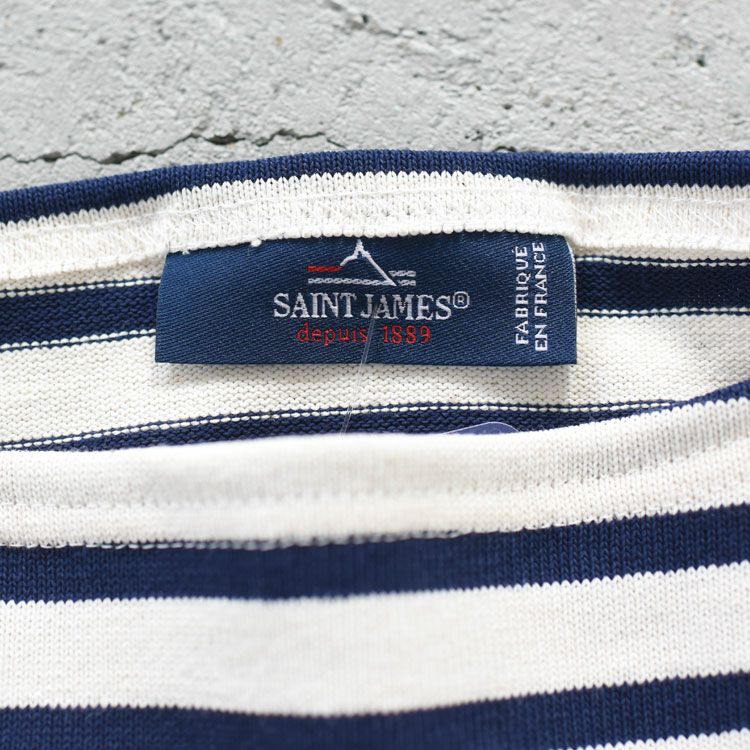 SAINT JAMES®
depuis 1889
FABRIQUÉ
EN FRANCE